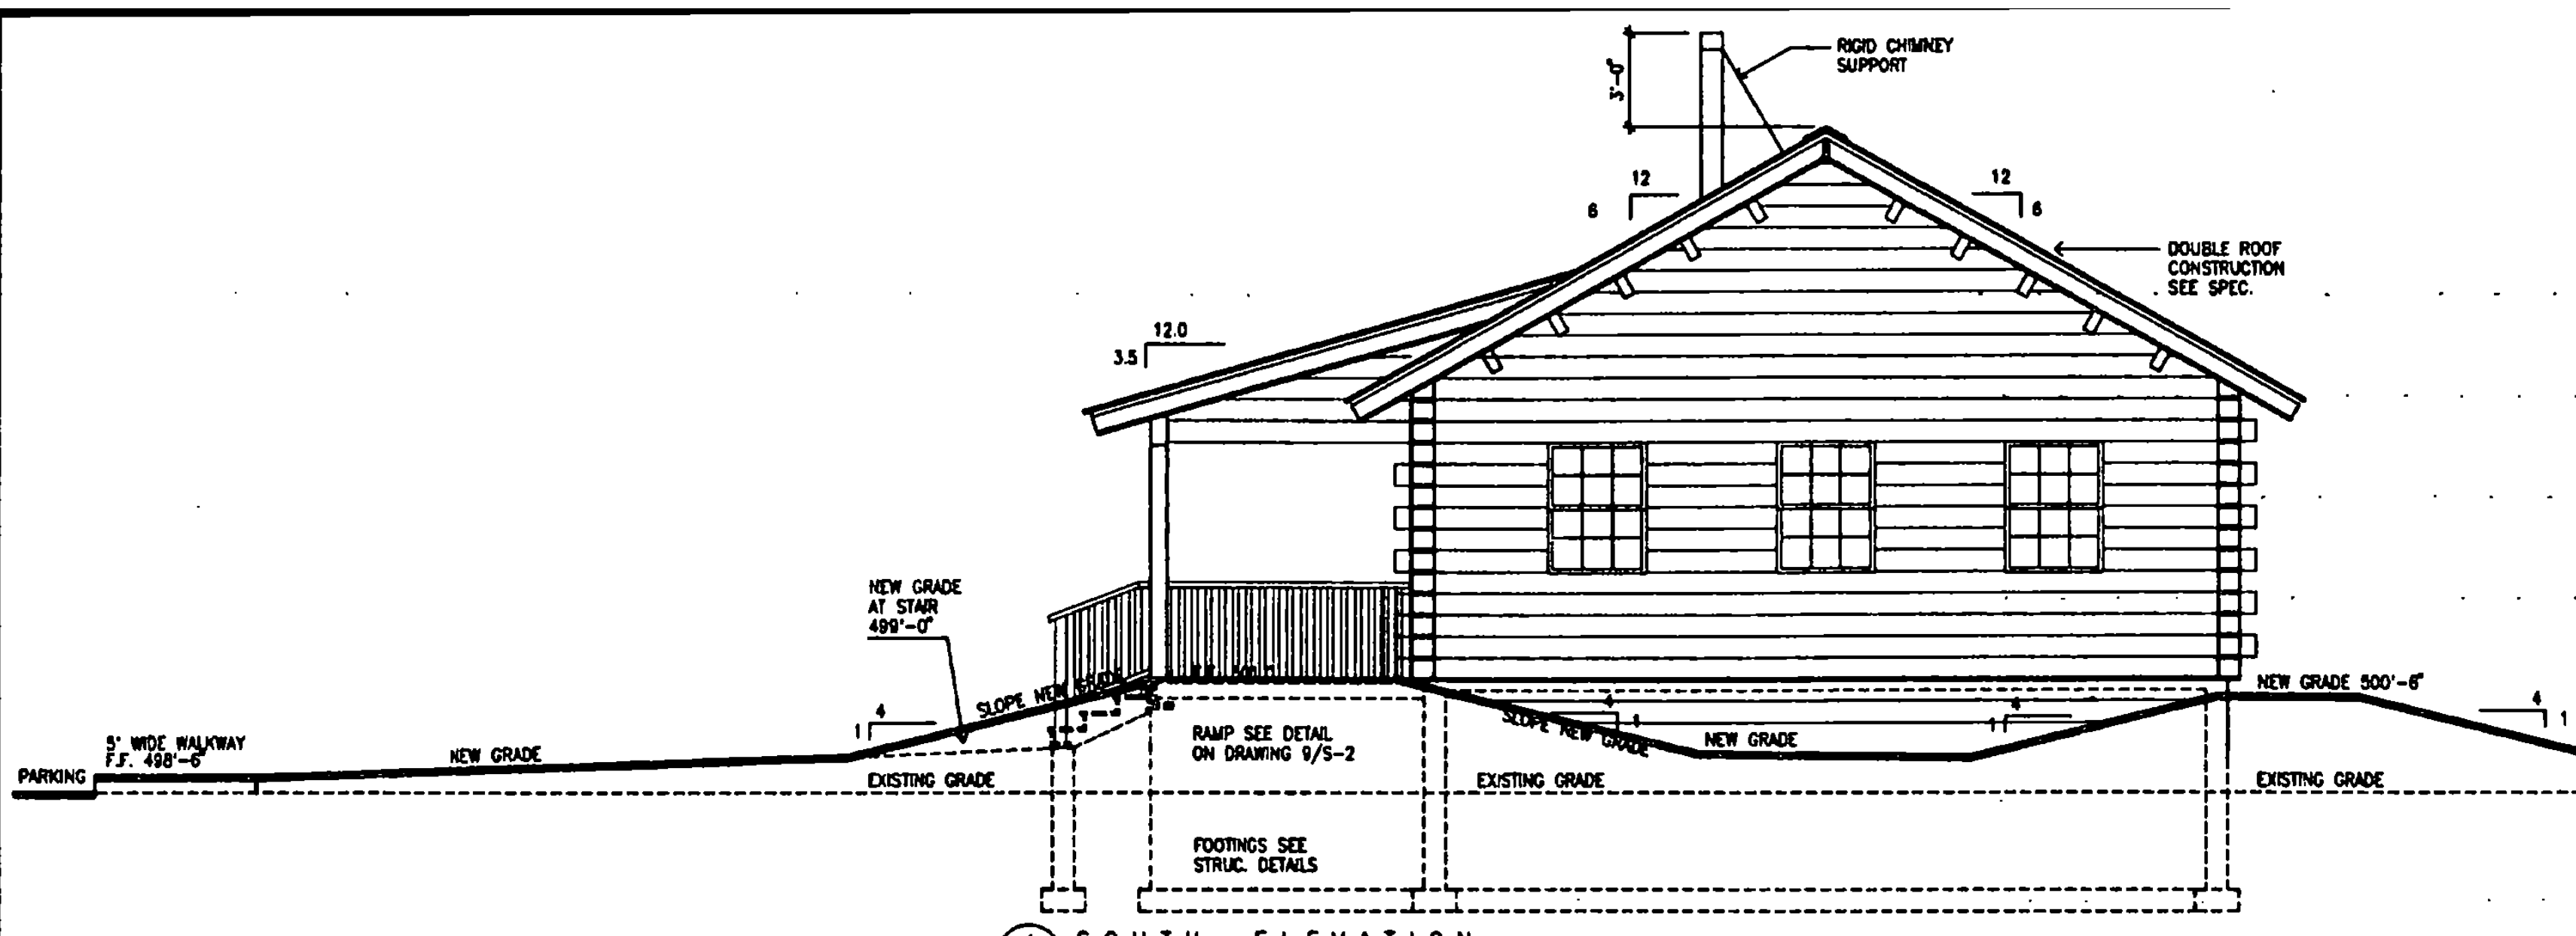 RIGID CHIMNEY
SUPPORT
3'-0"
12
6
12
6
DOUBLE ROOF
CONSTRUCTION
SEE SPEC.
12.0
3.5
NEW GRADE
AT STAIR
499'-0"
SLOPE NEW GRADE
4
1
5' WIDE WALKWAY
F.F. 498'-6"
PARKING
NEW GRADE
EXISTING GRADE
RAMP SEE DETAIL
ON DRAWING 9/S-2
FOOTINGS SEE
STRUC. DETAILS
4
1
SLOPE NEW GRADE
NEW GRADE
4
1
EXISTING GRADE
NEW GRADE 500'-6"
4
1
EXISTING GRADE
SOUTH ELEVATION